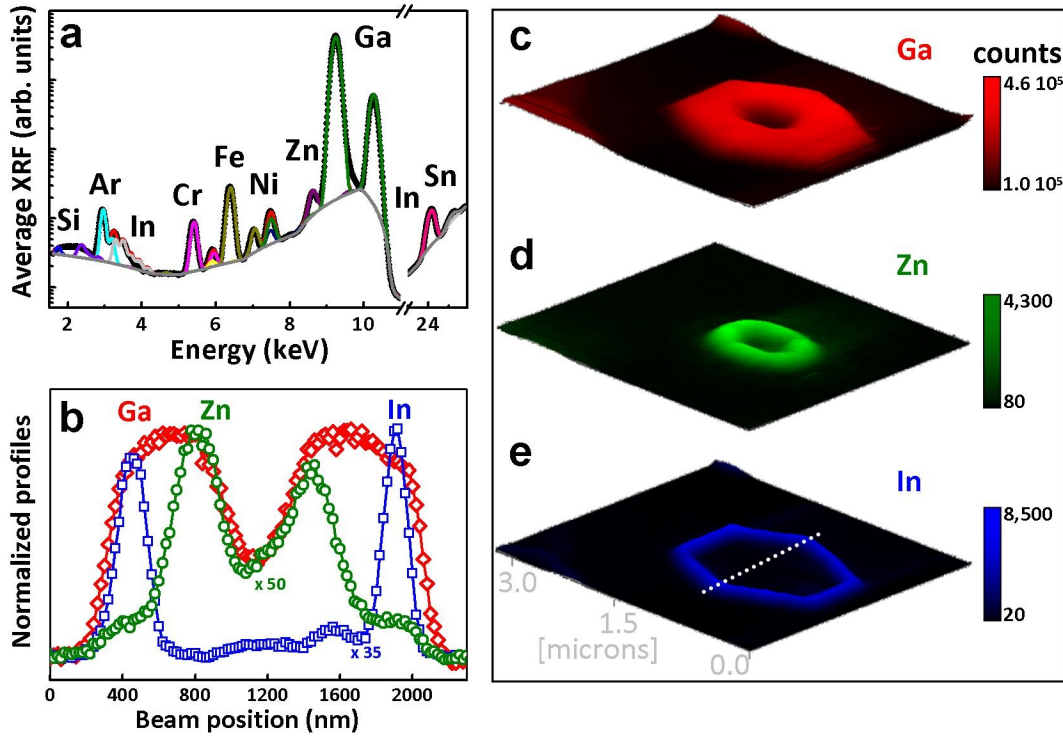 a
Average XRF (arb. units)
Si
Ar
In
Cr
Fe
Ni
Zn
Ga
In
Sn
2 4 6 8 10 24
Energy (keV)
b
Ga
Zn
In
x 50
x 35
Normalized profiles
0 400 800 1200 1600 2000
Beam position (nm)
c
Ga
counts
4.6 10⁵
1.0 10⁵
d
Zn
4,300
80
e
In
8,500
20
3.0
1.5
[microns]
0.0